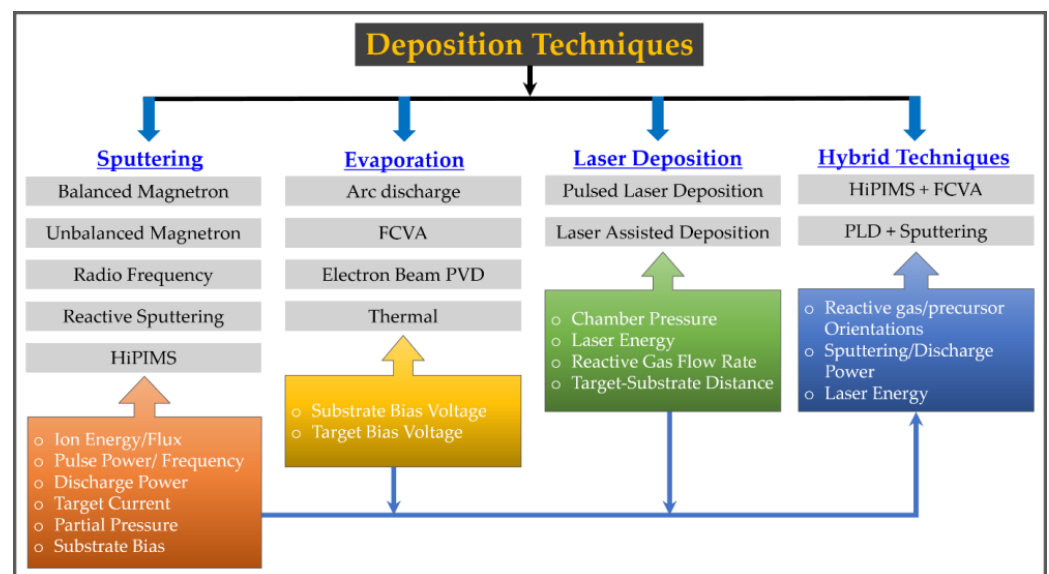 Deposition Techniques
Sputtering
Balanced Magnetron
Unbalanced Magnetron
Radio Frequency
Reactive Sputtering
HiPIMS
o Ion Energy/Flux
o Pulse Power/ Frequency
o Discharge Power
o Target Current
o Partial Pressure
o Substrate Bias
Evaporation
Arc discharge
FCVA
Electron Beam PVD
Thermal
o Substrate Bias Voltage
o Target Bias Voltage
Laser Deposition
Pulsed Laser Deposition
Laser Assisted Deposition
o Chamber Pressure
o Laser Energy
o Reactive Gas Flow Rate
o Target-Substrate Distance
Hybrid Techniques
HiPIMS + FCVA
PLD + Sputtering
o Reactive gas/precursor
Orientations
o Sputtering/Discharge
Power
o Laser Energy